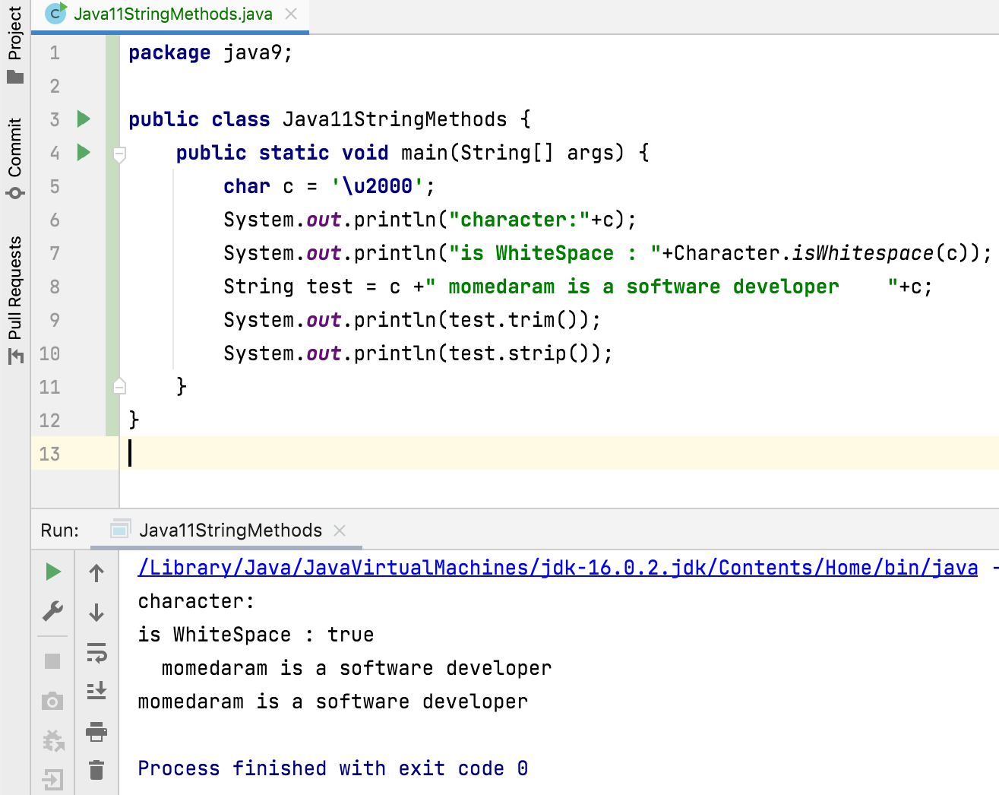 Java11StringMethods.java
Project
Commit
Pull Requests
1 package java9;
2
3 public class Java11StringMethods {
4     public static void main(String[] args) {
5         char c = '\u2000';
6         System.out.println("character:"+c);
7         System.out.println("is WhiteSpace : "+Character.isWhitespace(c));
8         String test = c +" momedaram is a software developer    "+c;
9         System.out.println(test.trim());
10         System.out.println(test.strip());
11     }
12 }
13
Run: Java11StringMethods
/Library/Java/JavaVirtualMachines/jdk-16.0.2.jdk/Contents/Home/bin/java -
character:
is WhiteSpace : true
  momedaram is a software developer
momedaram is a software developer
Process finished with exit code 0